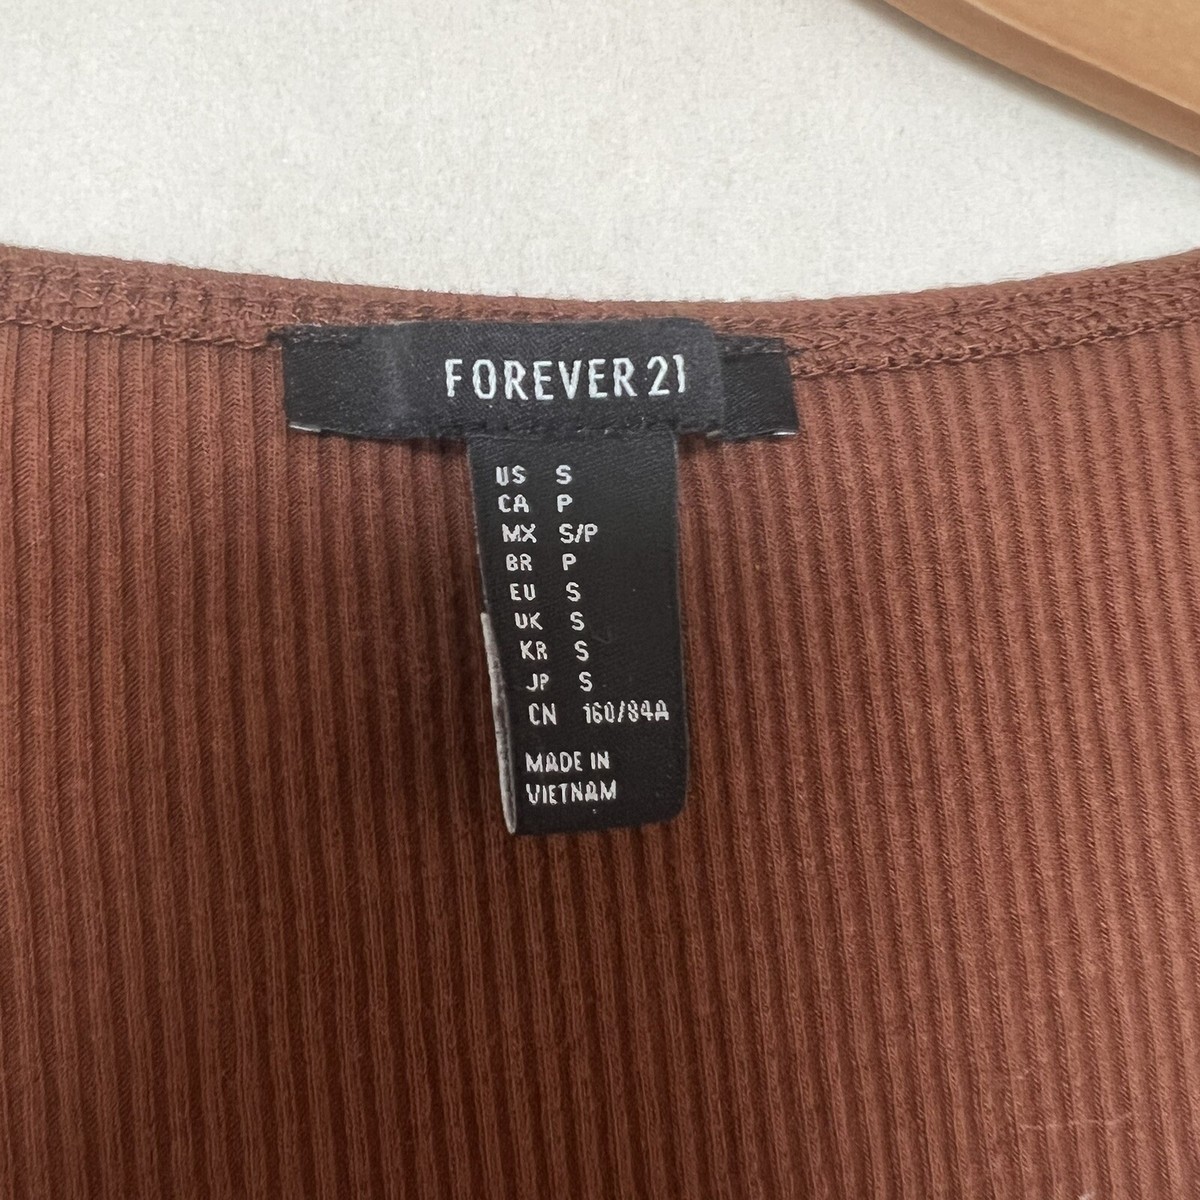 FOREVER 21
US S
CA P
MX S/P
BR P
EU S
UK S
KR S
JP S
CN 160/84A
MADE IN
VIETNAM